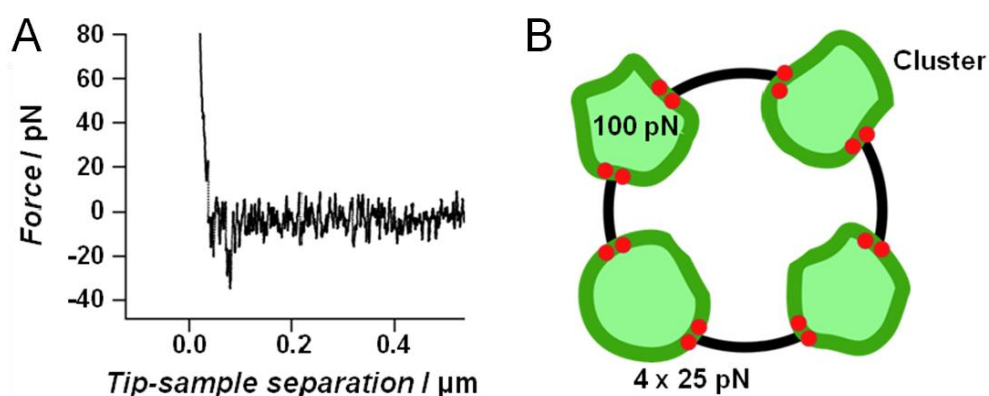 A
80
60
40
20
0
-20
-40
Force / pN
0.0 0.2 0.4
Tip-sample separation / μm
B
Cluster
100 pN
4 x 25 pN